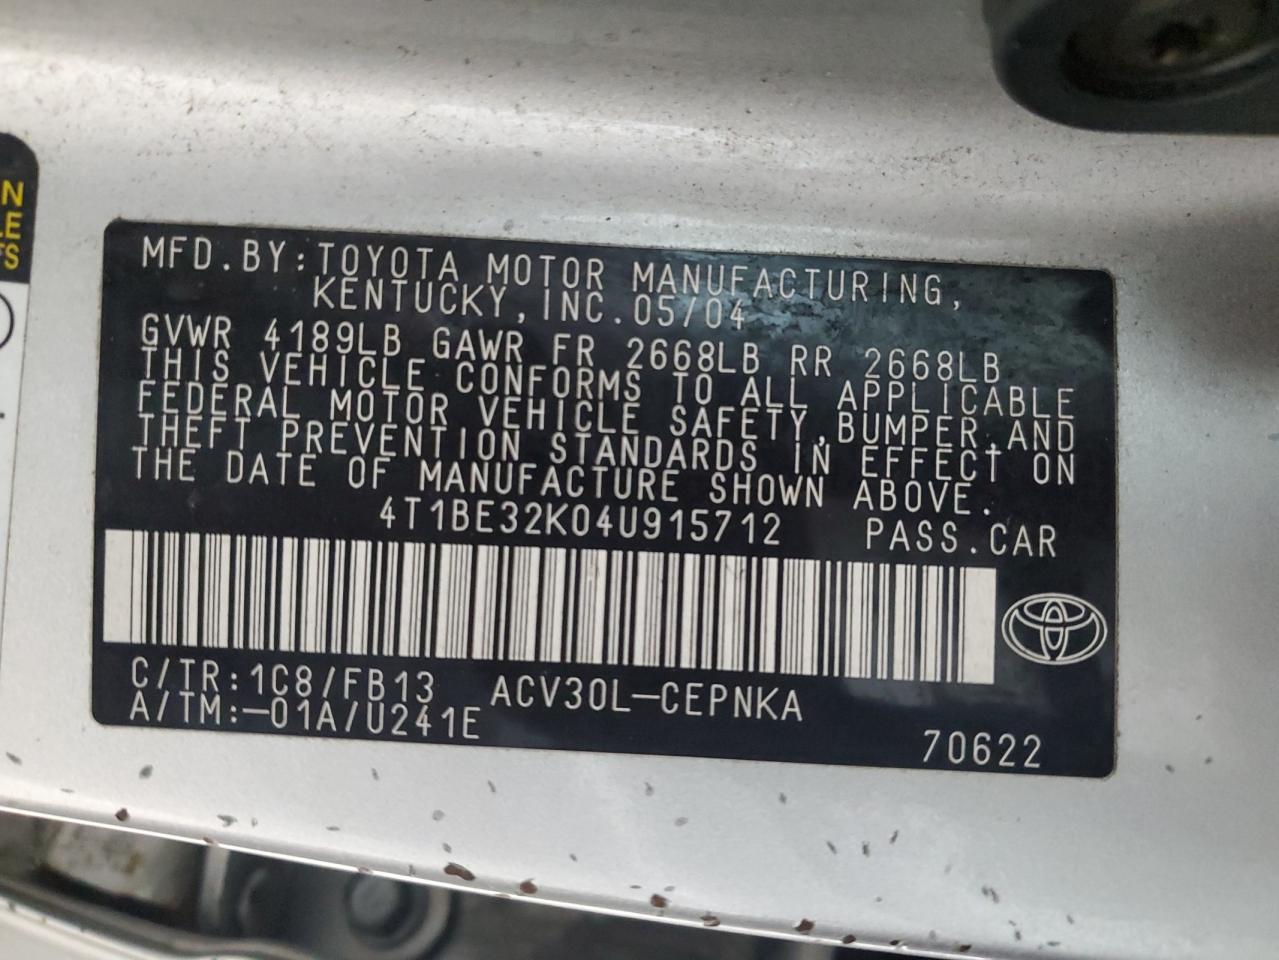 N
LE
FS
MFD.BY:TOYOTA MOTOR MANUFACTURING,
KENTUCKY,INC.05/04
GVWR 4189LB GAWR FR 2668LB RR 2668LB
THIS VEHICLE CONFORMS TO ALL APPLICABLE
FEDERAL MOTOR VEHICLE SAFETY,BUMPER,AND
THEFT PREVENTION STANDARDS IN EFFECT ON
THE DATE OF MANUFACTURE SHOWN ABOVE.
4T1BE32K04U915712 PASS.CAR
C/TR:1C8/FB13 ACV30L-CEPNKA
A/TM:-01A/U241E
70622